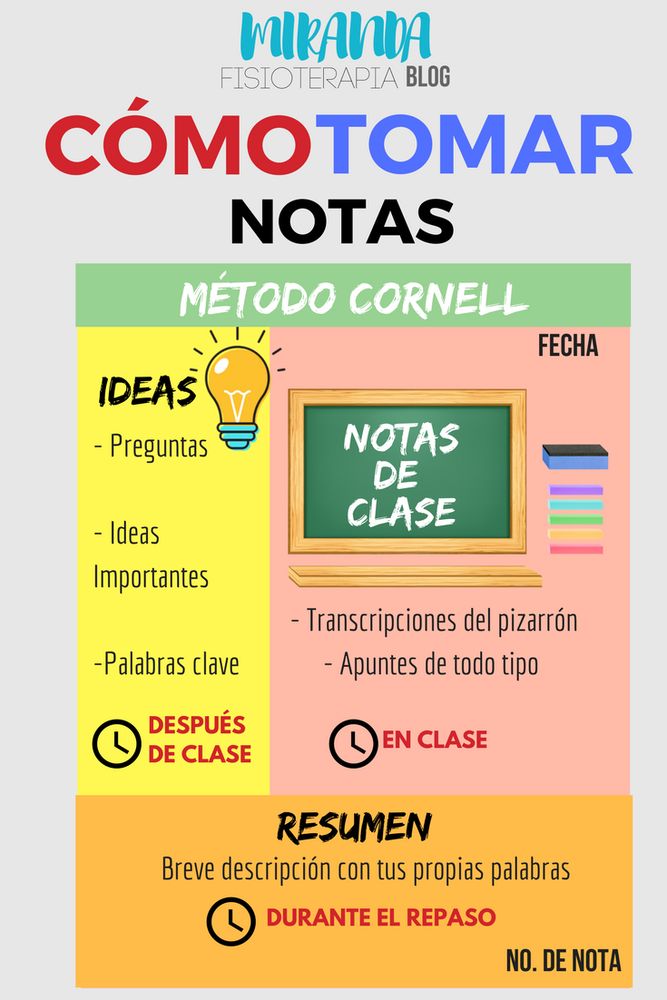 MIRANDA
FISIOTERAPIA BLOG
CÓMO TOMAR
NOTAS
MÉTODO CORNELL
IDEAS
- Preguntas
- Ideas
Importantes
-Palabras clave
DESPUÉS
DE CLASE
FECHA
NOTAS
DE
CLASE
- Transcripciones del pizarrón
- Apuntes de todo tipo
EN CLASE
RESUMEN
Breve descripción con tus propias palabras
DURANTE EL REPASO
NO. DE NOTA